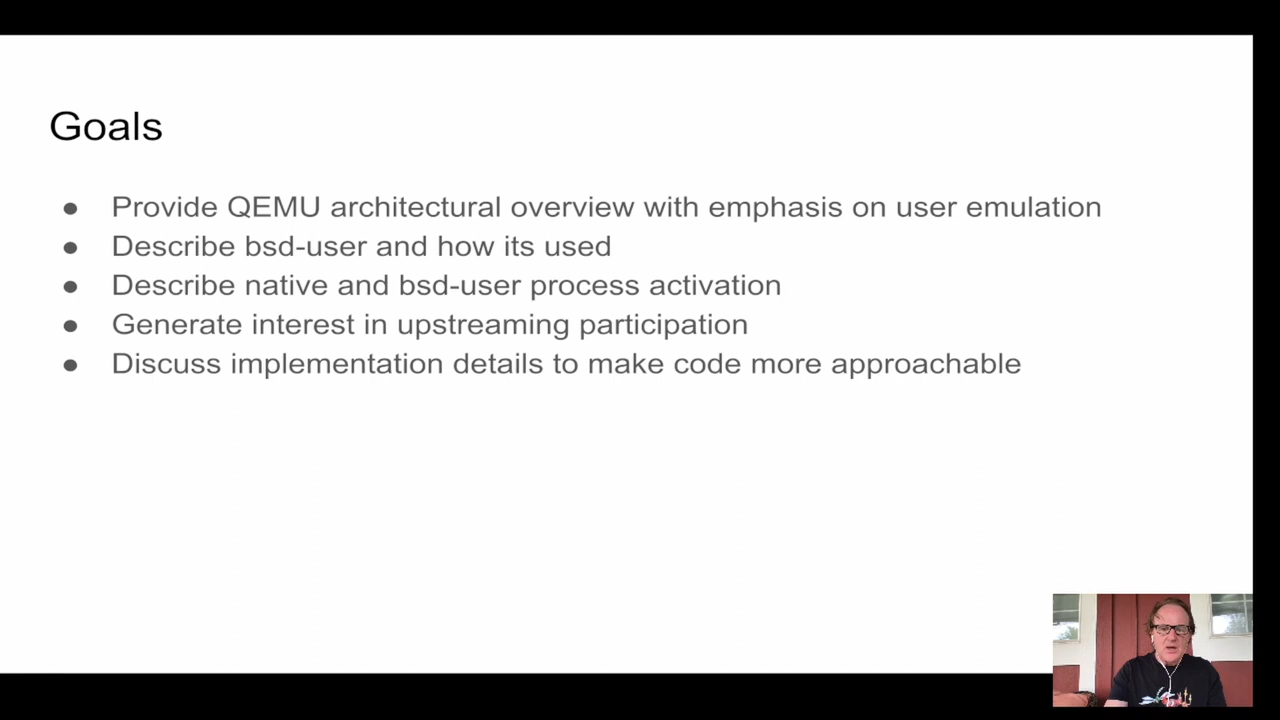 Goals
● Provide QEMU architectural overview with emphasis on user emulation
● Describe bsd-user and how its used
● Describe native and bsd-user process activation
● Generate interest in upstreaming participation
● Discuss implementation details to make code more approachable